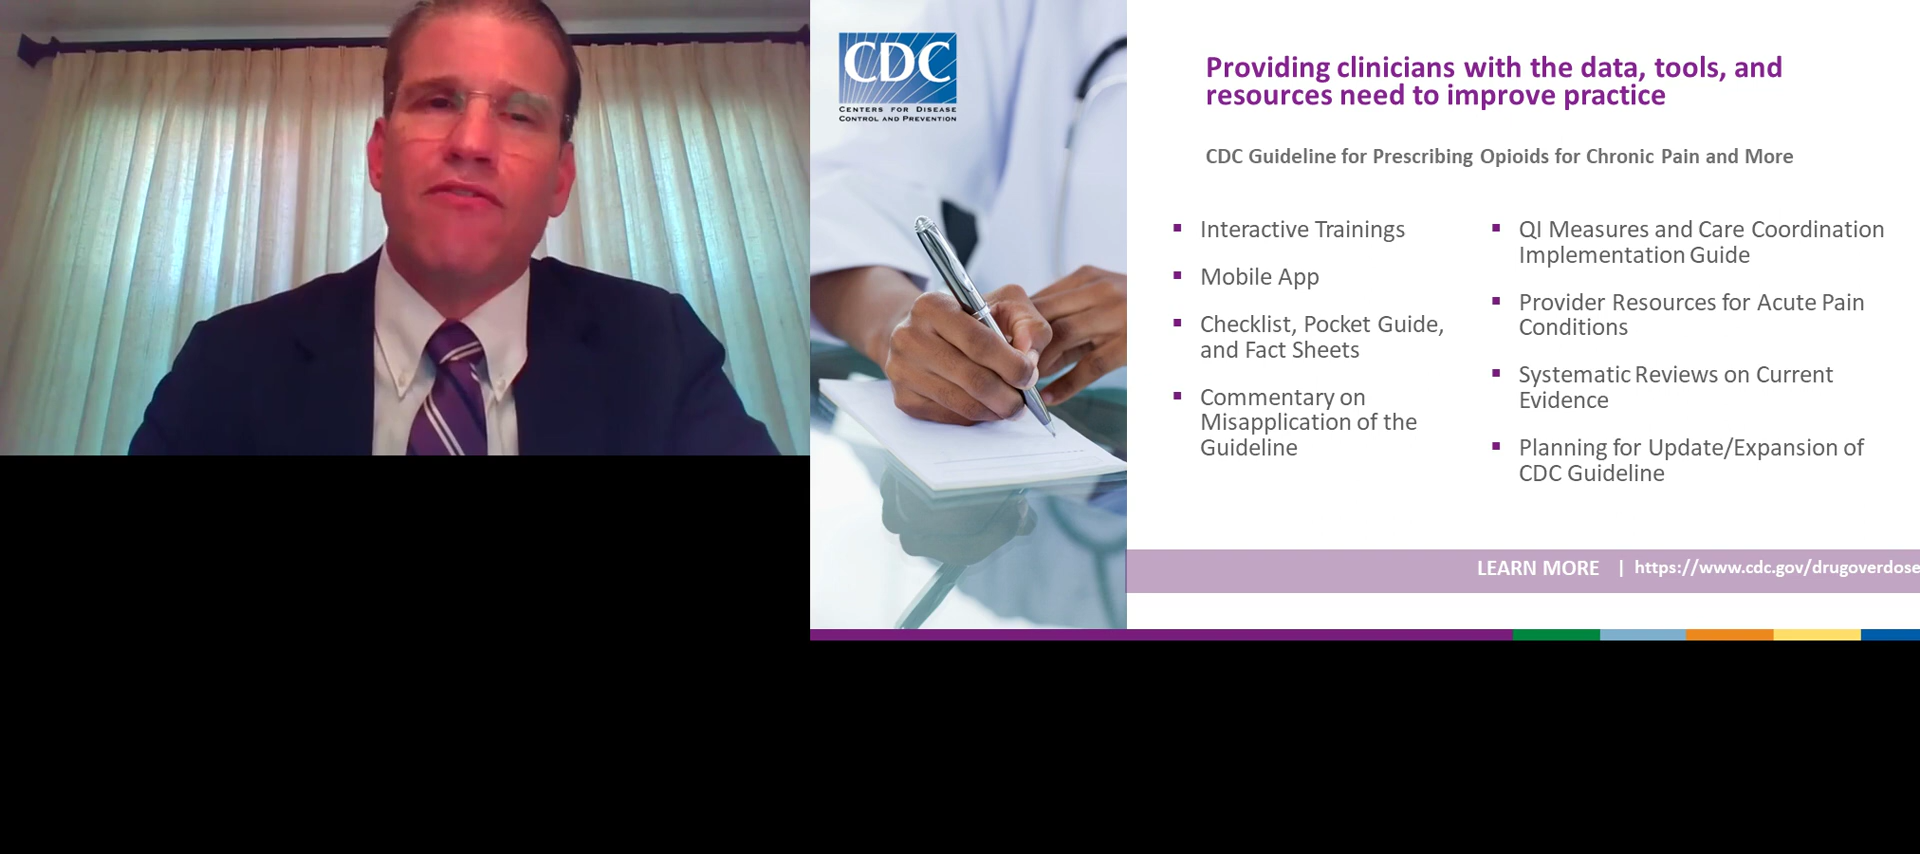 CDC
CENTERS FOR DISEASE
CONTROL AND PREVENTION
Providing clinicians with the data, tools, and
resources need to improve practice
CDC Guideline for Prescribing Opioids for Chronic Pain and More
Interactive Trainings
Mobile App
Checklist, Pocket Guide,
and Fact Sheets
Commentary on
Misapplication of the
Guideline
QI Measures and Care Coordination
Implementation Guide
Provider Resources for Acute Pain
Conditions
Systematic Reviews on Current
Evidence
Planning for Update/Expansion of
CDC Guideline
LEARN MORE | https://www.cdc.gov/drugoverdose